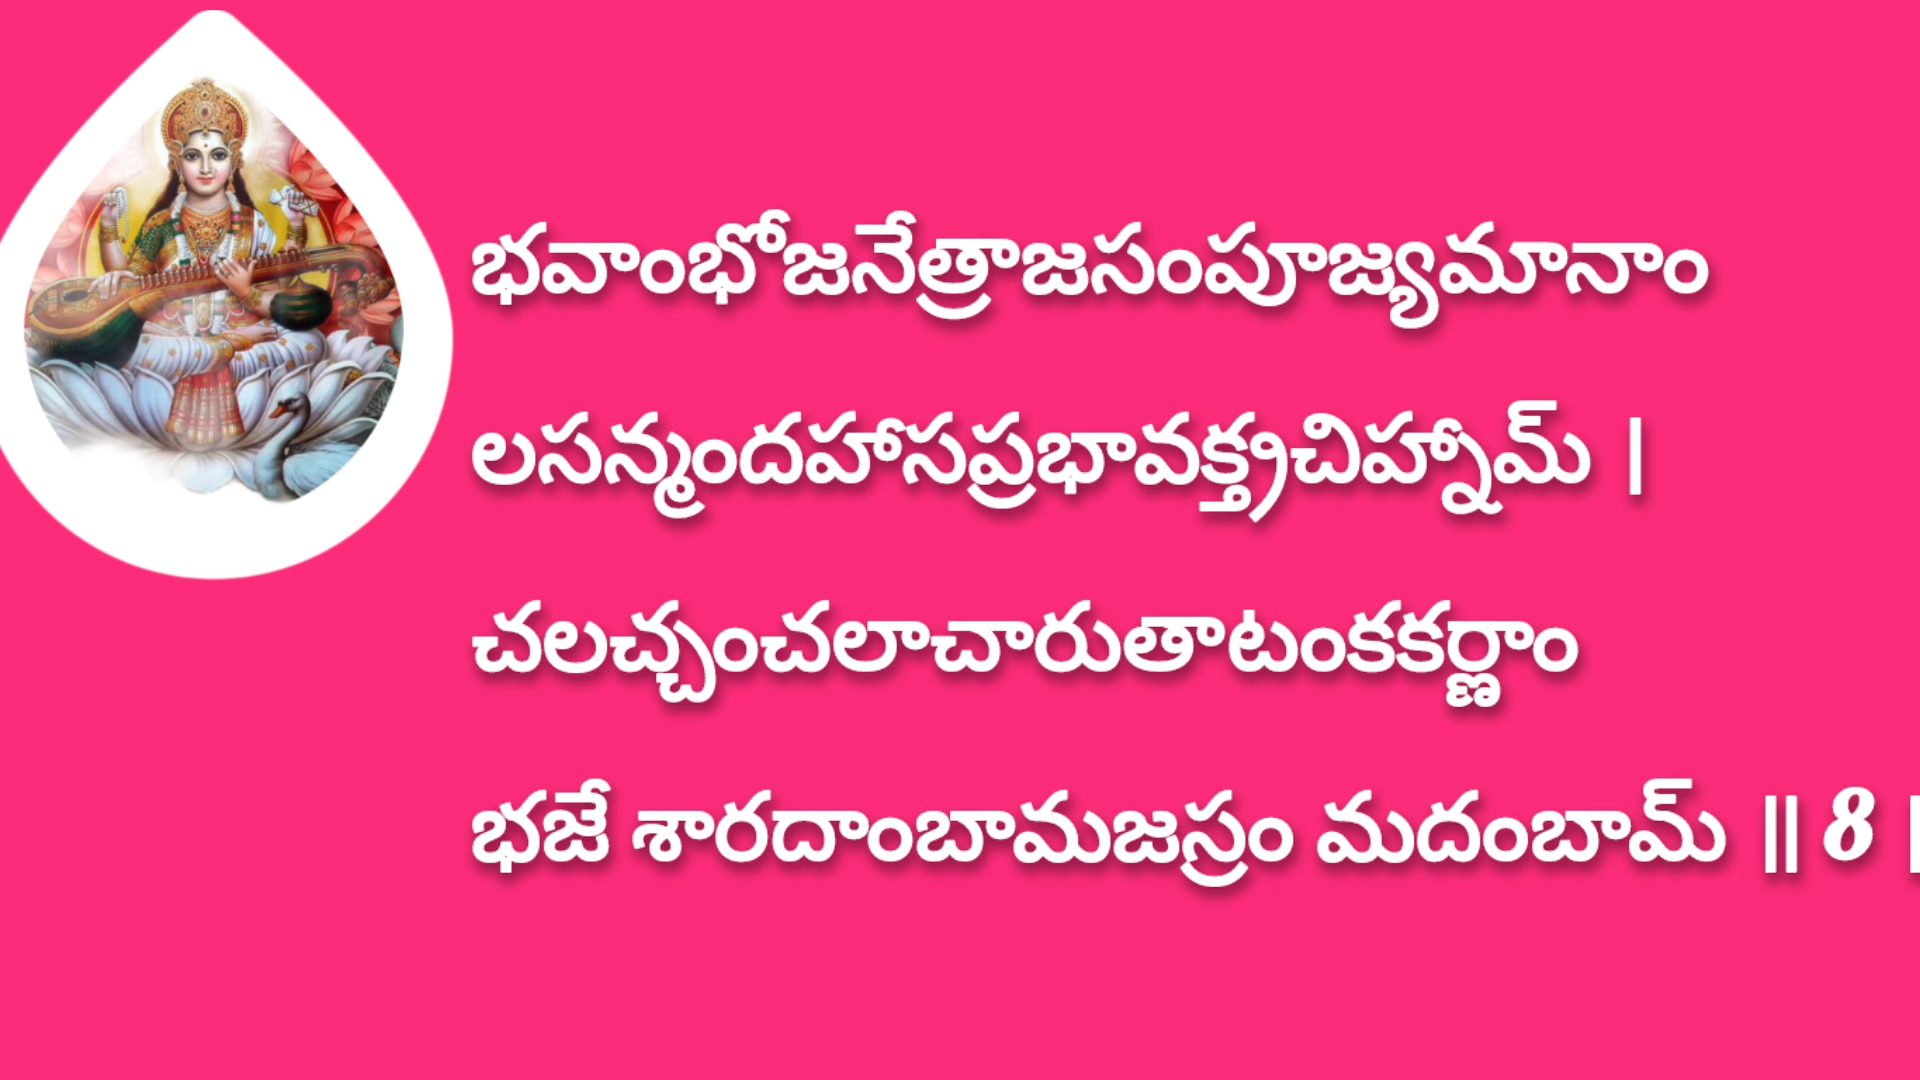 భవాంభోజనేత్రాజసంపూజ్యమానాం
లసన్మందహాసప్రభావక్త్రచిహ్నామ్ |
చలచ్చంచలాచారుతాటంకకర్ణాం
భజే శారదాంబామజస్రం మదంబామ్ || 8 |